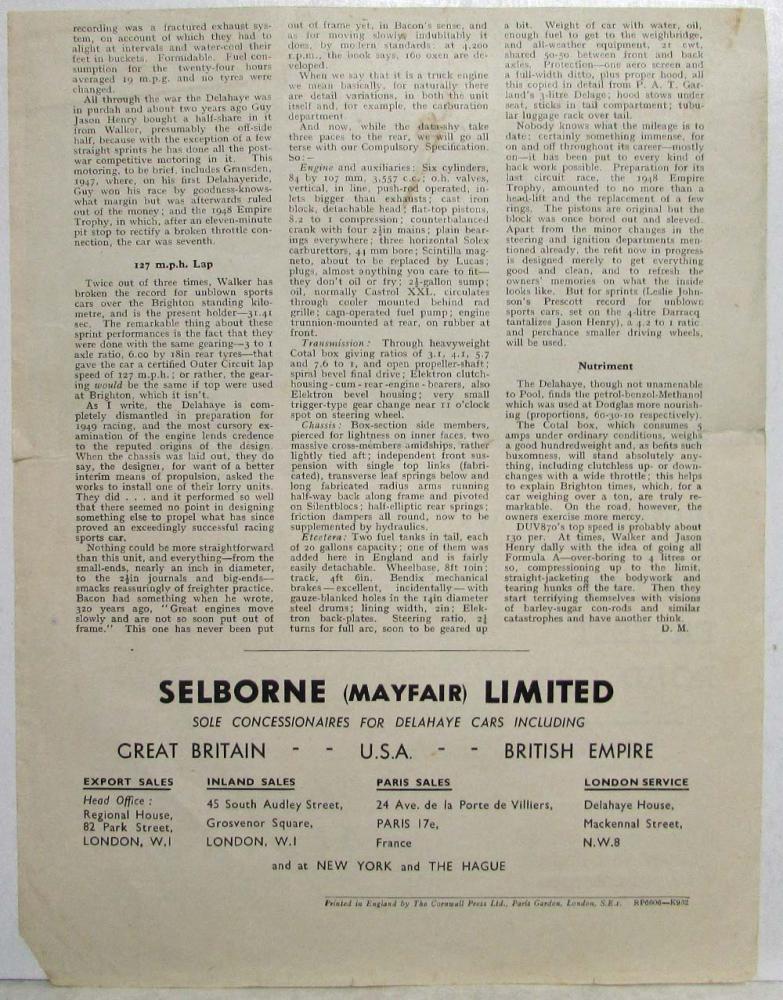 recording was a fractured exhaust sys-
tem, on account of which they had to
alight at intervals and water-cool their
feet in buckets. Formidable. Fuel con-
sumption for the twenty-four hours
averaged 19 m.p.g. and no tyres were
changed.
All through the war the Delahaye was
in purdah and about two years ago Guy
Jason Henry bought a half-share in it
from Walker, presumably the off-side
half, because with the exception of a few
straight sprints he has done all the post-
war competitive motoring in it. This
motoring, to be brief, includes Gransden,
1947, where, on his first Delahayeride,
Guy won his race by goodness-knows-
what margin but was afterwards ruled
out of the money; and the 1948 Empire
Trophy, in which, after an eleven-minute
pit stop to rectify a broken throttle con-
nection, the car was seventh.
127 m.p.h. Lap
Twice out of three times, Walker has
broken the record for unblown sports
cars over the Brighton standing kilo-
metre, and is the present holder—31.41
sec. The remarkable thing about these
sprint performances is the fact that they
were done with the same gearing—3 to 1
axle ratio, 6.00 by 18in rear tyres—that
gave the car a certified Outer Circuit lap
speed of 127 m.p.h.; or rather, the gear-
ing would be the same if top were used
at Brighton, which it isn't.
As I write, the Delahaye is com-
pletely dismantled in preparation for
1949 racing, and the most cursory ex-
amination of the engine lends credence
to the reputed origins of the design.
When the chassis was laid out, they do
say, the designer, for want of a better
interim means of propulsion, asked the
works to install one of their lorry units.
They did . . . and it performed so well
that there seemed no point in designing
something else to propel what has since
proved an exceedingly successful racing
sports car.
Nothing could be more straightforward
than this unit, and everything—from the
small-ends, nearly an inch in diameter,
to the 2⅜in journals and big-ends—
smacks reassuringly of freighter practice.
Bacon had something when he wrote,
320 years ago, "Great engines move
slowly and are not so soon put out of
frame." This one has never been put
out of frame yet, in Bacon's sense, and
as for moving slowly, indubitably it
does, by modern standards: at 4,200
r.p.m., the book says, 160 oxen are de-
veloped.
When we say that it is a truck engine
we mean basically, for naturally there
are detail variations, in both the unit
itself and, for example, the carburation
department.
And now, while the data-shy take
three paces to the rear, we will go all
terse with our Compulsory Specification.
So:—
Engine and auxiliaries: Six cylinders,
84 by 107 mm, 3,557 c.c.; o.h. valves,
vertical, in line, push-rod operated, in-
lets bigger than exhausts; cast iron
block, detachable head; flat-top pistons,
8.2 to 1 compression; counterbalanced
crank with four mains; plain bear-
ings everywhere; three horizontal Solex
carburettors, 44 mm bore; Scintilla mag-
neto, about to be replaced by Lucas;
plugs, almost anything you care to fit—
they don't oil or fry; 2½-gallon sump;
oil, normally Castrol XXL, circulates
through cooler mounted behind rad
grille; cam-operated fuel pump; engine
trunnion-mounted at rear, on rubber at
front.
Transmission: Through heavyweight
Cotal box giving ratios of 3.1, 4.1, 5.7
and 7.6 to 1, and open propeller-shaft;
spiral bevel final drive; Elektron clutch-
housing-cum-rear-engine-bearers, also
Elektron bevel housing; very small
trigger-type gear change near 11 o'clock
spot on steering wheel.
Chassis: Box-section side members,
pierced for lightness on inner faces, two
massive cross-members amidships, rather
lightly tied aft; independent front sus-
pension with single top links (fabri-
cated), transverse leaf springs below and
long fabricated radius arms running
half-way back along frame and pivoted
on Silentblocs; half-elliptic rear springs;
friction dampers all round, now to be
supplemented by hydraulics.
Etcetera: Two fuel tanks in tail, each
of 20 gallons capacity; one of them was
added here in England and is fairly
easily detachable. Wheelbase, 8ft 10in;
track, 4ft 6in. Bendix mechanical
brakes—excellent, incidentally—with
gauze-blanked holes in the 14in diameter
steel drums; lining width, 2in; Elek-
tron back-plates. Steering ratio,
turns for full arc, soon to be geared up
a bit. Weight of car with water, oil,
enough fuel to get to the weighbridge,
and all-weather equipment, 21 cwt,
shared 50-50 between front and back
axles. Protection—one aero screen and
a full-width ditto, plus proper hood, all
this copied in detail from P. A. T. Gar-
land's 3-litre Delage; hood stows under
seat, sticks in tail compartment; tubu-
lar luggage rack over tail.
Nobody knows what the mileage is to
date: certainly something immense, for
on and off throughout its career—mostly
on—it has been put to every kind of
hack work possible. Preparation for its
last circuit race, the 1948 Empire
Trophy, amounted to no more than a
head-lift and the replacement of a few
rings. The pistons are original but the
block was once bored out and sleeved.
Apart from the minor changes in the
steering and ignition departments men-
tioned already, the refit now in progress
is designed merely to get everything
good and clean, and to refresh the
owners' memories on what the inside
looks like. But for sprints (Leslie John-
son's Prescott record for unblown
sports cars, set on the 4-litre Darracq
tantalizes Jason Henry), a 4.2 to 1 ratio
and perchance smaller driving wheels,
will be used.
Nutriment
The Delahaye, though not unamenable
to Pool, finds the petrol-benzol-Methanol
which was used at Douglas more nourish-
ing (proportions, 60-30-10 respectively).
The Cotal box, which consumes 5
amps under ordinary conditions, weighs
a good hundredweight and, as befits such
buxomness, will stand absolutely any-
thing, including clutchless up- or down-
changes with a wide throttle; this helps
to explain Brighton times, which, for a
car weighing over a ton, are truly re-
markable. On the road, however, the
owners exercise more mercy.
DUV870's top speed is probably about
130 per. At times, Walker and Jason
Henry dally with the idea of going all
Formula A—over-boring to 4 litres or
so, compressioning up to the limit,
straight-jacketing the bodywork and
tearing hunks off the tare. Then they
start terrifying themselves with visions
of barley-sugar con-rods and similar
catastrophes and have another think.
D. M.
SELBORNE (MAYFAIR) LIMITED
SOLE CONCESSIONAIRES FOR DELAHAYE CARS INCLUDING
GREAT BRITAIN - - U.S.A. - - BRITISH EMPIRE
EXPORT SALES
Head Office :
Regional House,
82 Park Street,
LONDON, W.1
INLAND SALES
45 South Audley Street,
Grosvenor Square,
LONDON, W.1
PARIS SALES
24 Ave. de la Porte de Villiers,
PARIS 17e,
France
LONDON SERVICE
Delahaye House,
Mackennal Street,
N.W.8
and at NEW YORK and THE HAGUE
Printed in England by The Cornwall Press Ltd., Paris Garden, London, S.E.1. RP6606—K932